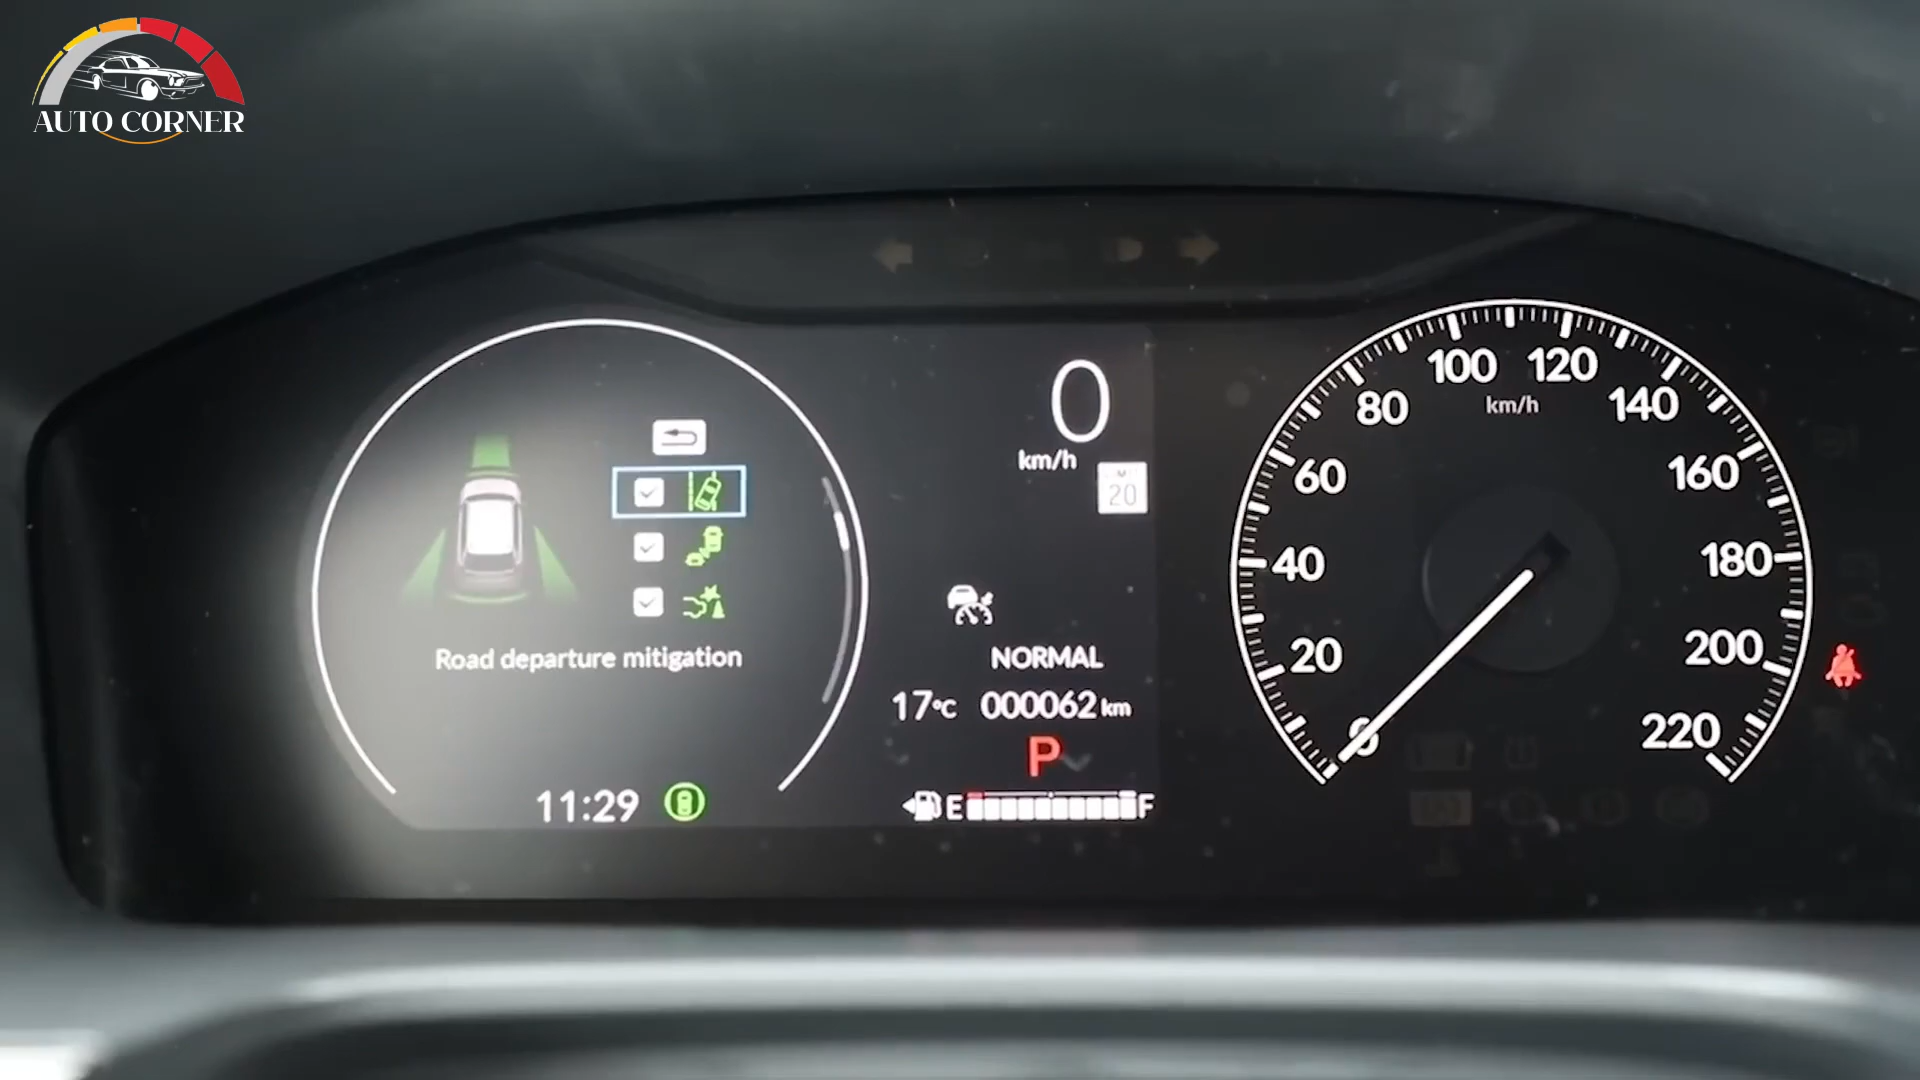 AUTO CORNER
0
km/h
20
NORMAL
17°C 000062 km
P
E F
Road departure mitigation
11:29
0 20 40 60 80 100 120 140 160 180 200 220
km/h